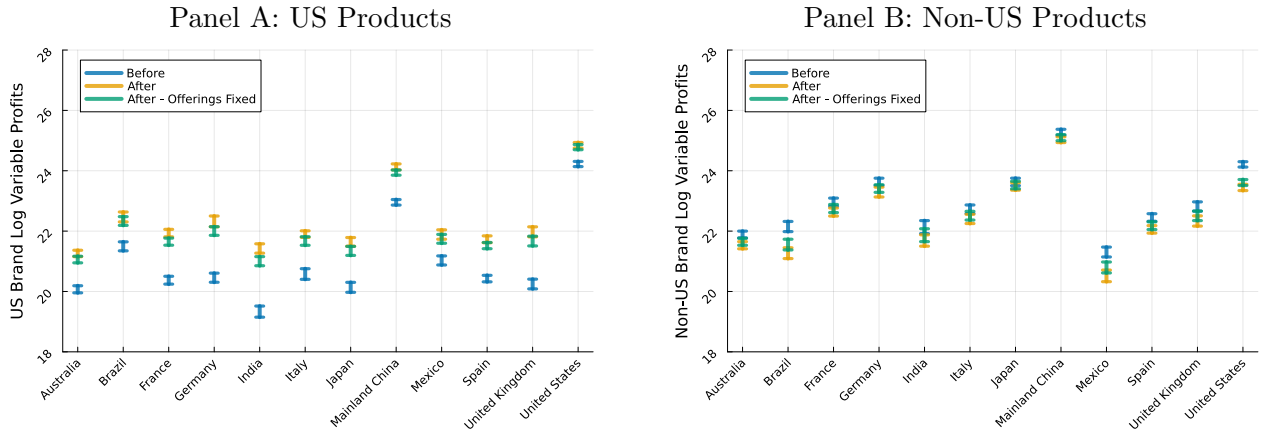 Panel A: US Products
US Brand Log Variable Profits
28
26
24
22
20
18
Before
After
After - Offerings Fixed
Australia
Brazil
France
Germany
India
Italy
Japan
Mainland China
Mexico
Spain
United Kingdom
United States
Panel B: Non-US Products
Non-US Brand Log Variable Profits
28
26
24
22
20
18
Before
After
After - Offerings Fixed
Australia
Brazil
France
Germany
India
Italy
Japan
Mainland China
Mexico
Spain
United Kingdom
United States